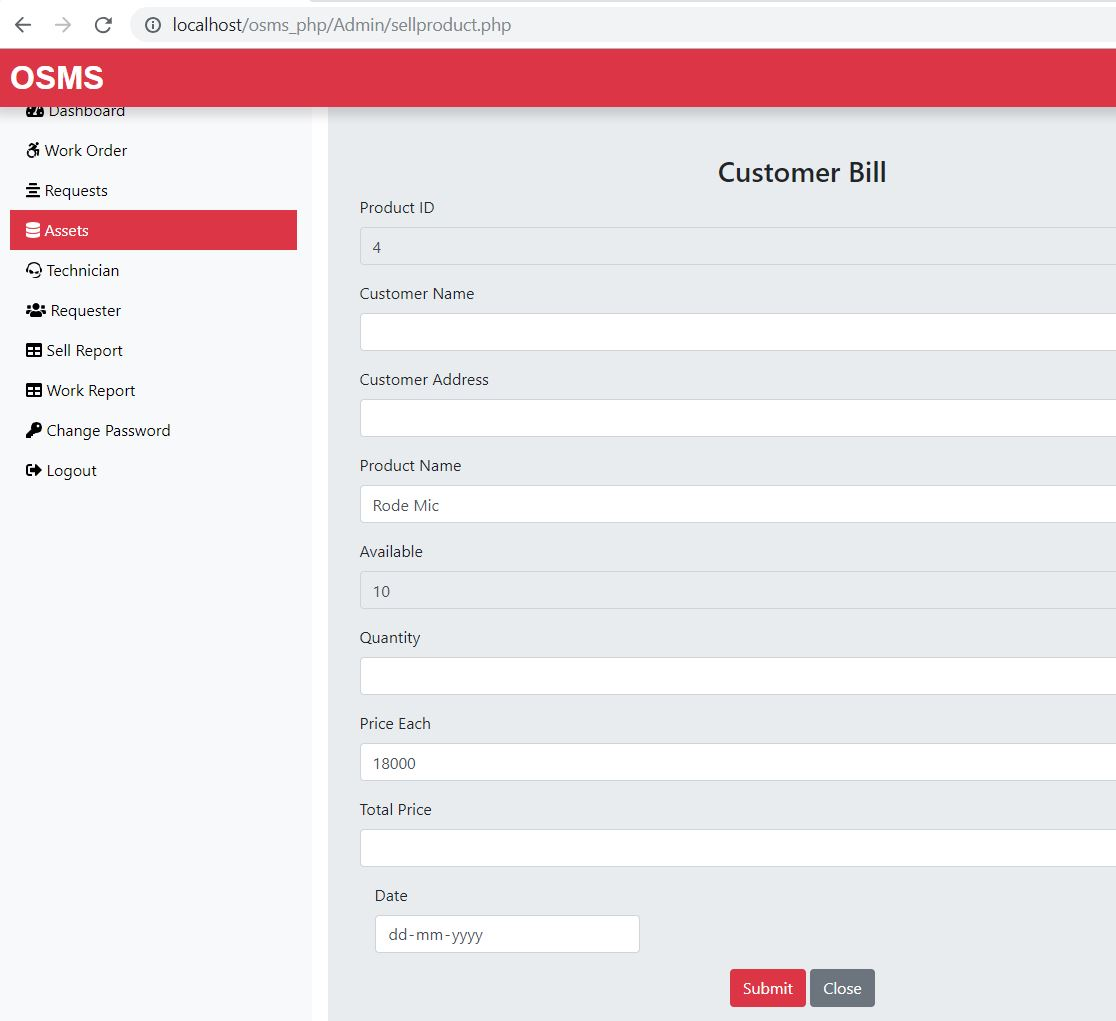 localhost/osms_php/Admin/sellproduct.php
OSMS
Dashboard
Work Order
Requests
Assets
Technician
Requester
Sell Report
Work Report
Change Password
Logout
Customer Bill
Product ID
4
Customer Name
Customer Address
Product Name
Rode Mic
Available
10
Quantity
Price Each
18000
Total Price
Date
dd-mm-yyyy
Submit Close